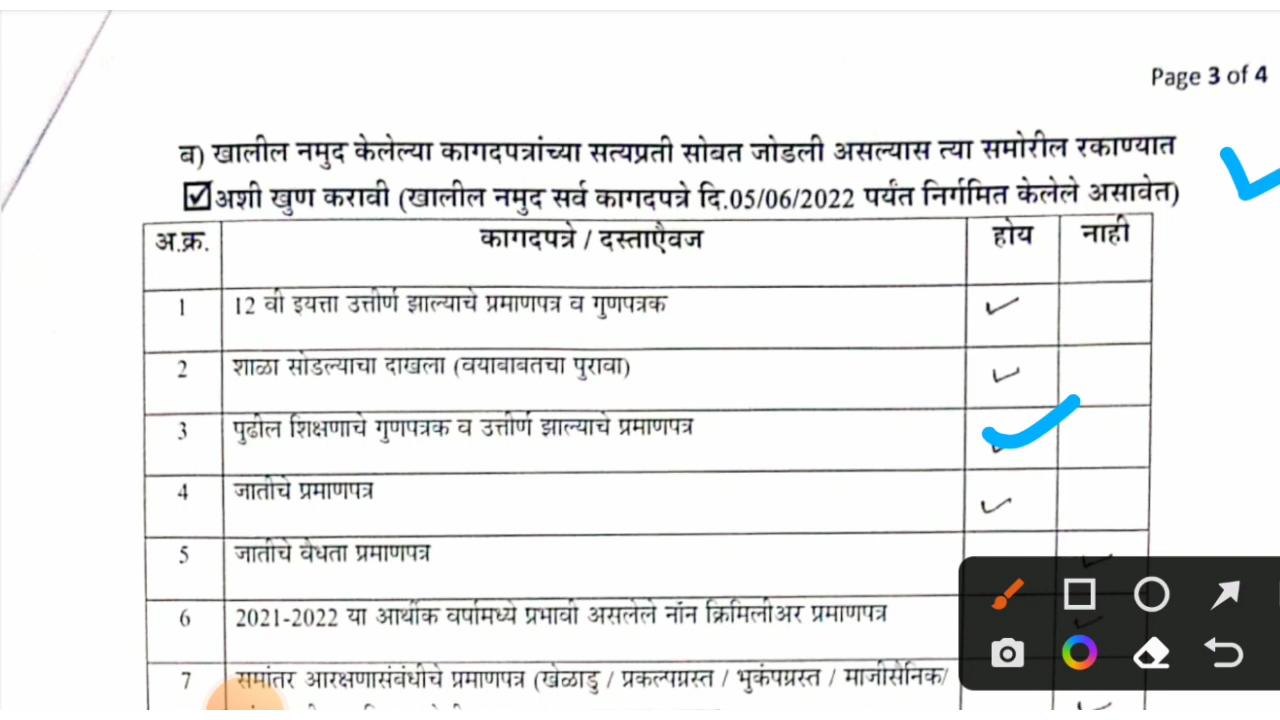 Page 3 of 4
ब) खालील नमुद केलेल्या कागदपत्रांच्या सत्यप्रती सोबत जोडली असल्यास त्या समोरील रकाण्यात
☑अशी खुण करावी (खालील नमुद सर्व कागदपत्रे दि.05/06/2022 पर्यंत निर्गमित केलेले असावेत)
अ.क्र. कागदपत्रे / दस्ताऐवज होय नाही
1 12 वी इयत्ता उत्तीर्ण झाल्याचे प्रमाणपत्र व गुणपत्रक ✓
2 शाळा सोडल्याचा दाखला (वयाबाबतचा पुरावा) ✓
3 पुढील शिक्षणाचे गुणपत्रक व उत्तीर्ण झाल्याचे प्रमाणपत्र ✓
4 जातीचे प्रमाणपत्र ✓
5 जातीचे वैधता प्रमाणपत्र ✓
6 2021-2022 या आर्थीक वर्षामध्ये प्रभावी असलेले नॉन क्रिमिलीअर प्रमाणपत्र ✓
7 समांतर आरक्षणासंबंधीचे प्रमाणपत्र (खेळाडु / प्रकल्पग्रस्त / भुकंपग्रस्त / माजीसैनिक/